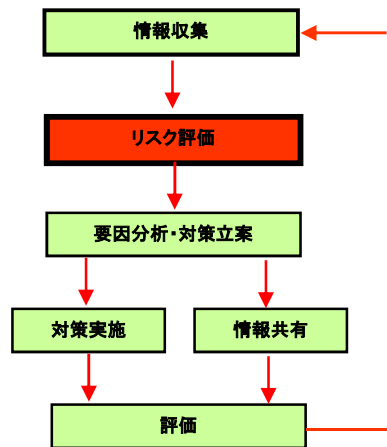 情報収集
リスク評価
要因分析・対策立案
対策実施
情報共有
評価